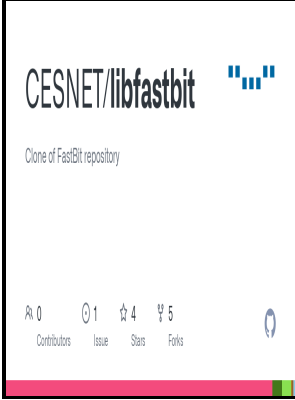 CESNET/libfastbit
Clone of FastBit repository
0 1 4 5
Contributors Issue Stars Forks